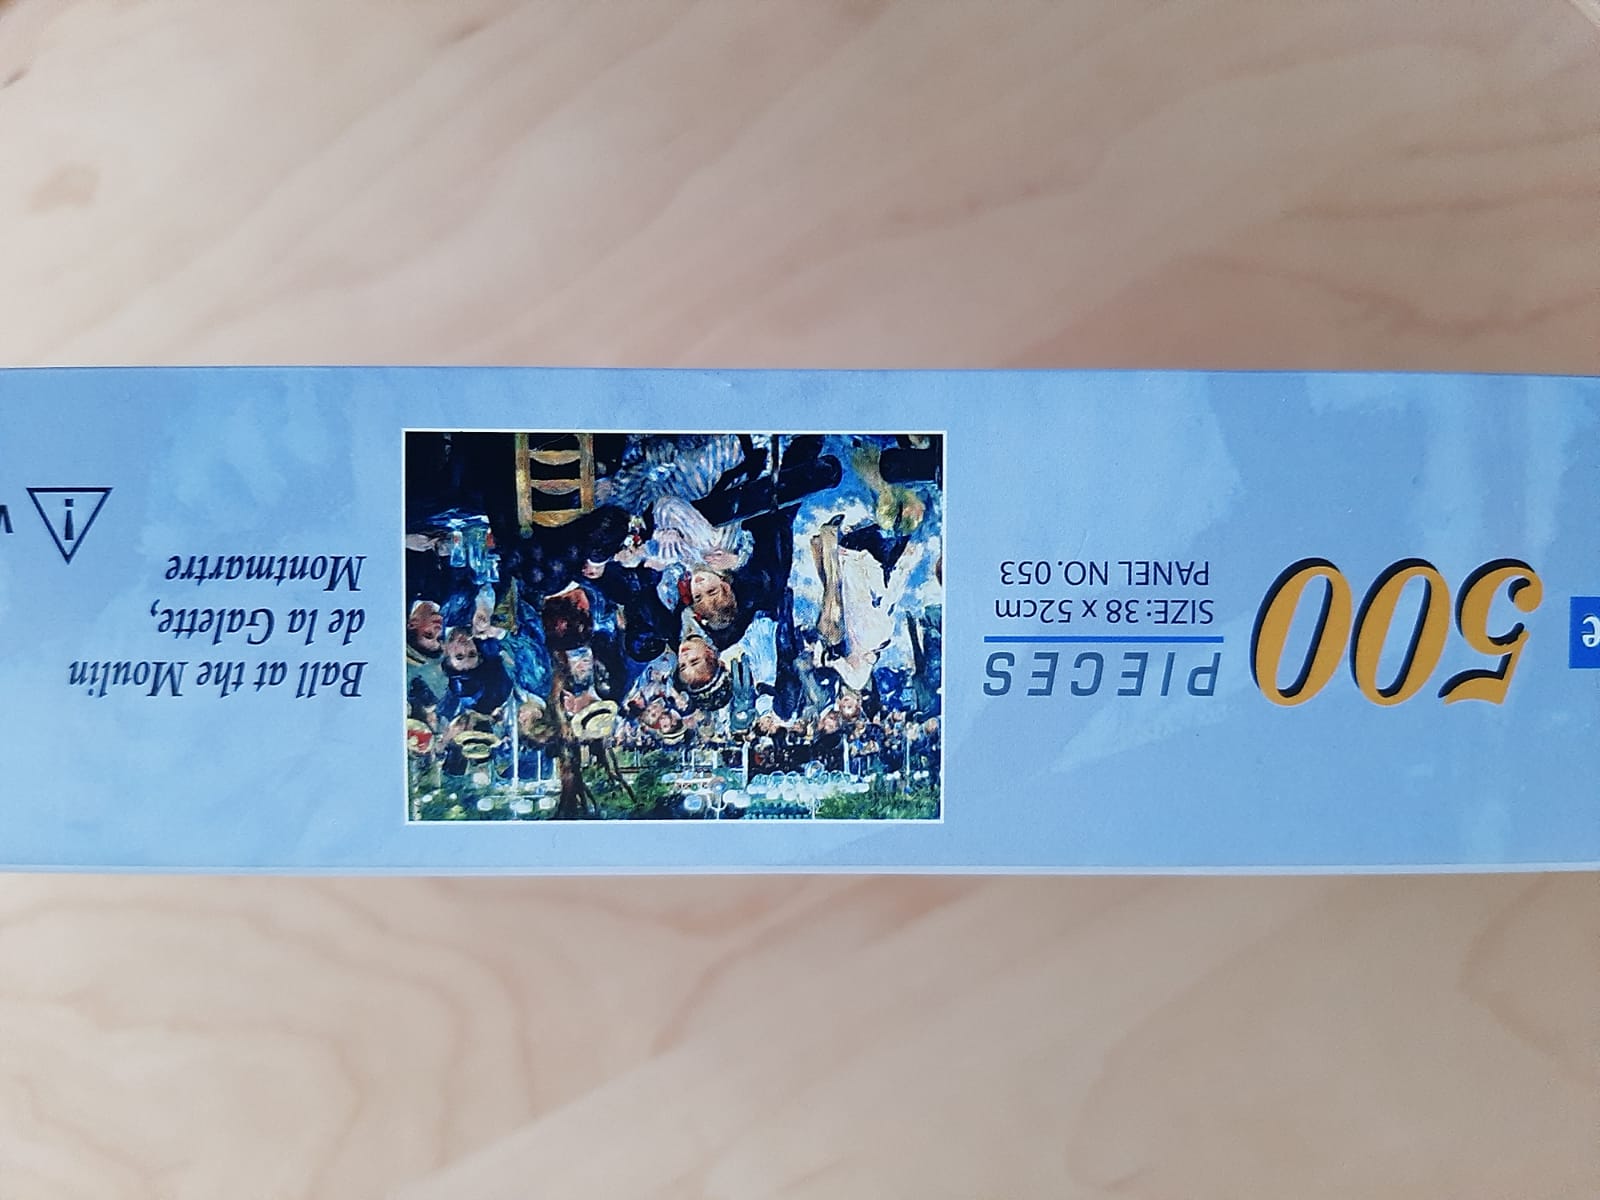 500
PIECES
SIZE:38 x 52cm
PANEL NO.053
Ball at the Moulin
de la Galette,
Montmartre